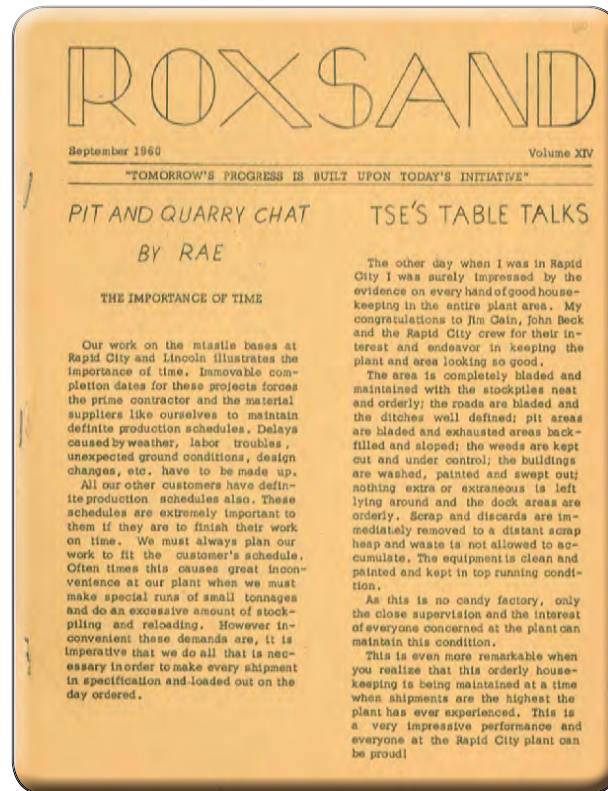 ROXSAND
September 1960
Volume XIV
"TOMORROW'S PROGRESS IS BUILT UPON TODAY'S INITIATIVE"
PIT AND QUARRY CHAT
BY RAE
THE IMPORTANCE OF TIME
Our work on the missile bases at
Rapid City and Lincoln illustrates the
importance of time. Immovable com-
pletion dates for these projects forces
the prime contractor and the material
suppliers like ourselves to maintain
definite production schedules. Delays
caused by weather, labor troubles,
unexpected ground conditions, design
changes, etc. have to be made up.
All our other customers have defin-
ite production schedules also. These
schedules are extremely important to
them if they are to finish their work
on time. We must always plan our
work to fit the customer's schedule.
Often times this causes great incon-
venience at our plant when we must
make special runs of small tonnages
and do an excessive amount of stock-
piling and reloading. However in-
convenient these demands are, it is
imperative that we do all that is nec-
essary in order to make every shipment
in specification and loaded out on the
day ordered.
TSE'S TABLE TALKS
The other day when I was in Rapid
City I was surely impressed by the
evidence on every hand of good house-
keeping in the entire plant area. My
congratulations to Jim Cain, John Beck
and the Rapid City crew for their in-
terest and endeavor in keeping the
plant and area looking so good.
The area is completely bladed and
maintained with the stockpiles neat
and orderly; the roads are bladed and
the ditches well defined; pit areas
are bladed and exhausted areas back-
filled and sloped; the weeds are kept
cut and under control; the buildings
are washed, painted and swept out;
nothing extra or extraneous is left
lying around and the dock areas are
orderly. Scrap and discards are im-
mediately removed to a distant scrap
heap and waste is not allowed to ac-
cumulate. The equipment is clean and
painted and kept in top running condi-
tion.
As this is no candy factory, only
the close supervision and the interest
of everyone concerned at the plant can
maintain this condition.
This is even more remarkable when
you realize that this orderly house-
keeping is being maintained at a time
when shipments are the highest the
plant has ever experienced. This is
a very impressive performance and
everyone at the Rapid City plant can
be proud!